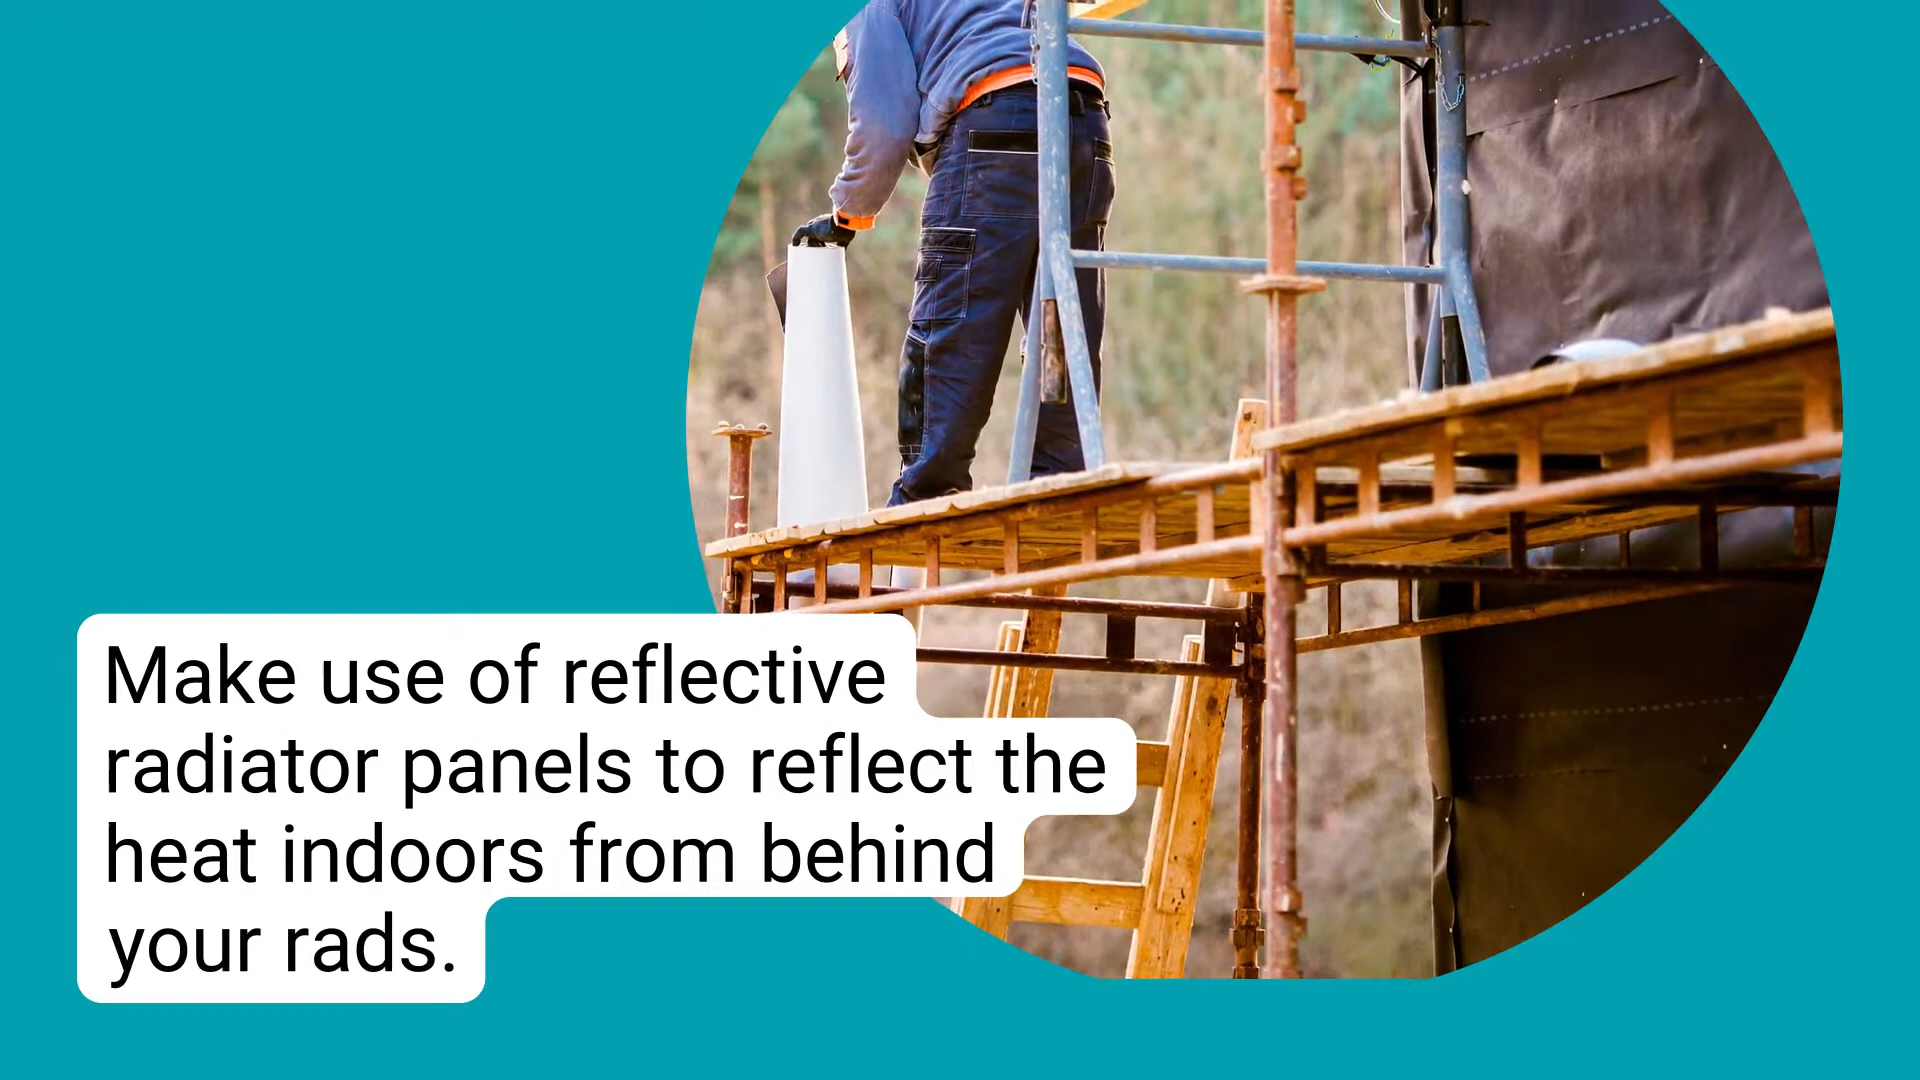 Make use of reflective
radiator panels to reflect the
heat indoors from behind
your rads.